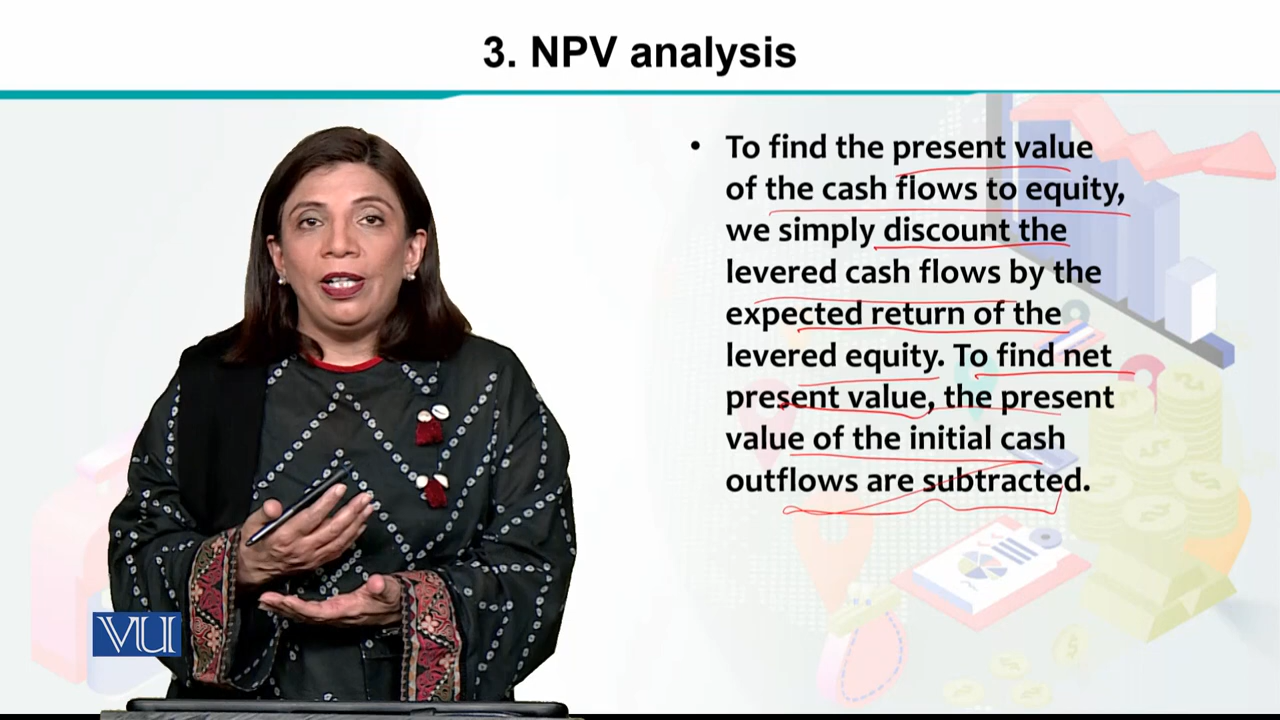 3. NPV analysis
• To find the present value
of the cash flows to equity,
we simply discount the
levered cash flows by the
expected return of the
levered equity. To find net
present value, the present
value of the initial cash
outflows are subtracted.
VU